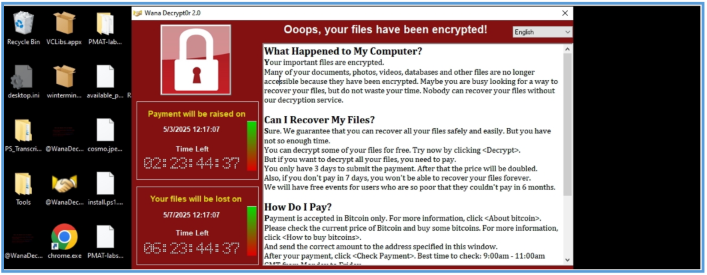 Wana Decrypt0r 2.0
Ooops, your files have been encrypted!
English
Recycle Bin
VCLibs.appx
PMAT-lab...
desktop.ini
wintermin...
available_p...
R
PS_Transcri...
@WanaDec...
cosmo.jpe...
Tools
@WanaDec...
install.ps1....
@WanaDec...
chrome.exe
PMAT-labs...
Payment will be raised on
5/3/2025 12:17:07
Time Left
02:23:44:37
Your files will be lost on
5/7/2025 12:17:07
Time Left
06:23:44:37
What Happened to My Computer?
Your important files are encrypted.
Many of your documents, photos, videos, databases and other files are no longer
accessible because they have been encrypted. Maybe you are busy looking for a way to
recover your files, but do not waste your time. Nobody can recover your files without
our decryption service.
Can I Recover My Files?
Sure. We guarantee that you can recover all your files safely and easily. But you have
not so enough time.
You can decrypt some of your files for free. Try now by clicking <Decrypt>.
But if you want to decrypt all your files, you need to pay.
You only have 3 days to submit the payment. After that the price will be doubled.
Also, if you don't pay in 7 days, you won't be able to recover your files forever.
We will have free events for users who are so poor that they couldn't pay in 6 months.
How Do I Pay?
Payment is accepted in Bitcoin only. For more information, click <About bitcoin>.
Please check the current price of Bitcoin and buy some bitcoins. For more information,
click <How to buy bitcoins>.
And send the correct amount to the address specified in this window.
After your payment, click <Check Payment>. Best time to check: 9:00am - 11:00am
GMT from Monday to Friday.